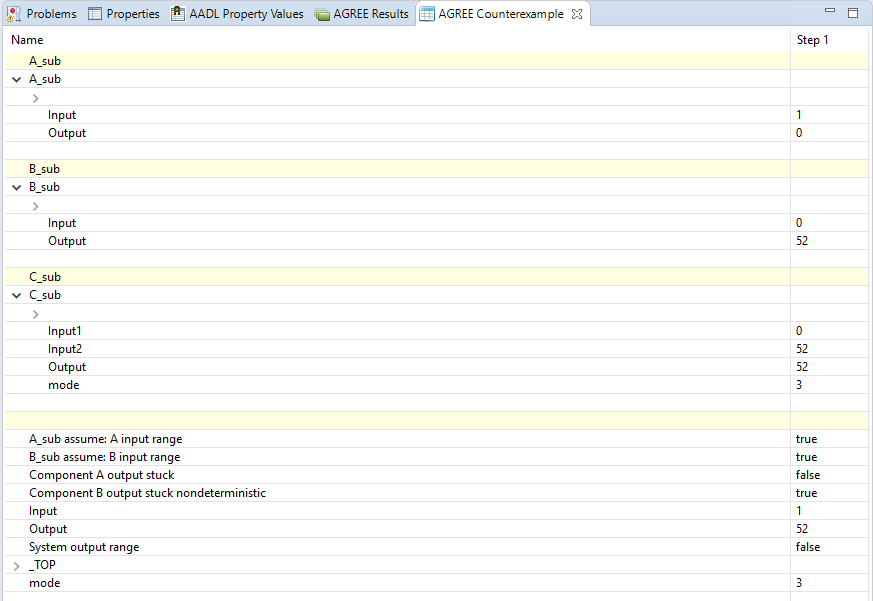 Problems Properties AADL Property Values AGREE Results AGREE Counterexample
Name Step 1
A_sub
A_sub
Input 1
Output 0
B_sub
B_sub
Input 0
Output 52
C_sub
C_sub
Input1 0
Input2 52
Output 52
mode 3
A_sub assume: A input range true
B_sub assume: B input range true
Component A output stuck false
Component B output stuck nondeterministic true
Input 1
Output 52
System output range false
_TOP
mode 3